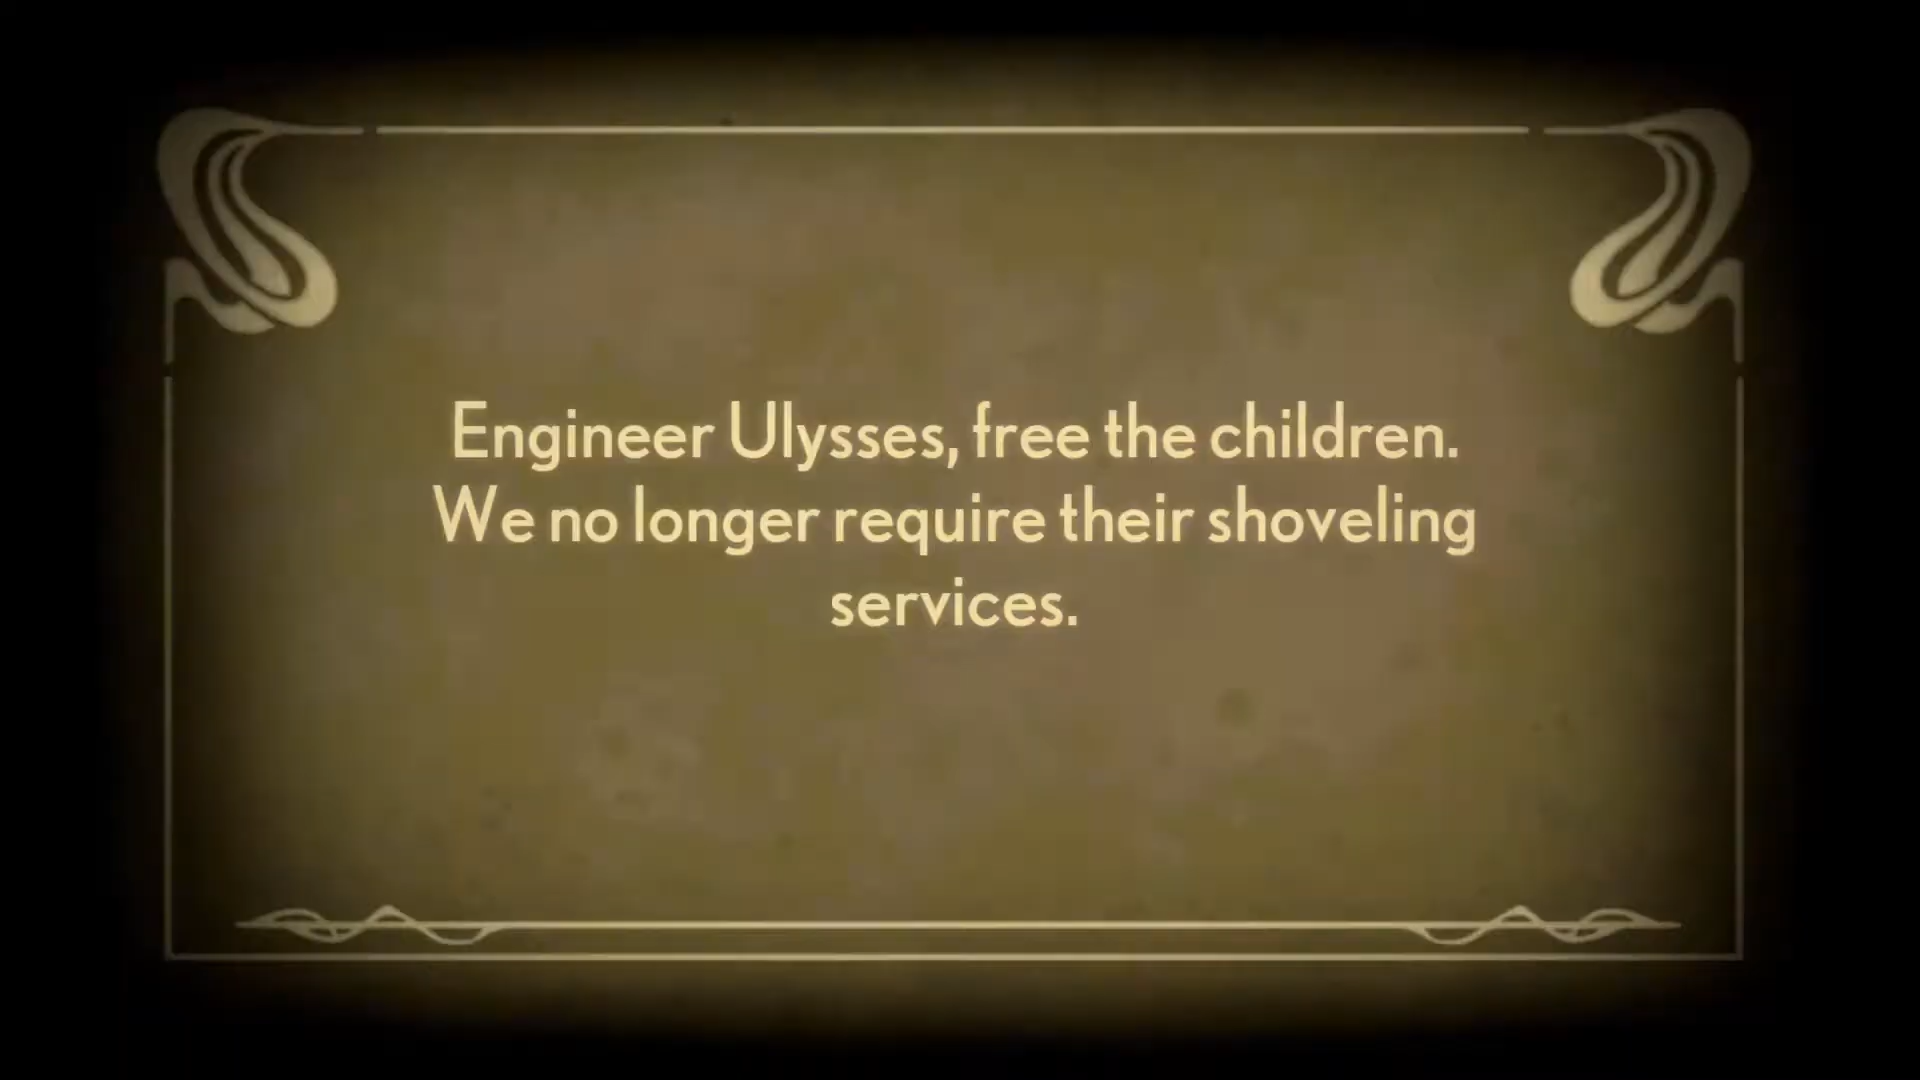 Engineer Ulysses, free the children.
We no longer require their shoveling
services.